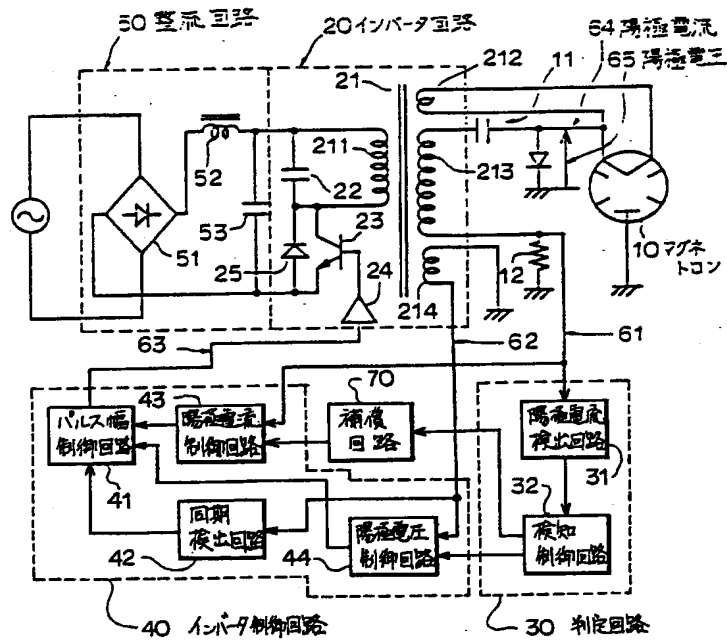 50 整流回路
20 インバータ回路
64 陽極電流
65 陽極電圧
212
21
11
211
213
52
22
53
23
51
25
24
12
10 マグネ
トロン
214
63
62
61
43
70
パルス幅
制御回路
陽極電流
制御回路
補償
回路
陽極電流
検出回路
31
41
32
同期
検出回路
陽極電圧
制御回路
検知
制御回路
42
44
40 インバータ制御回路
30 判定回路